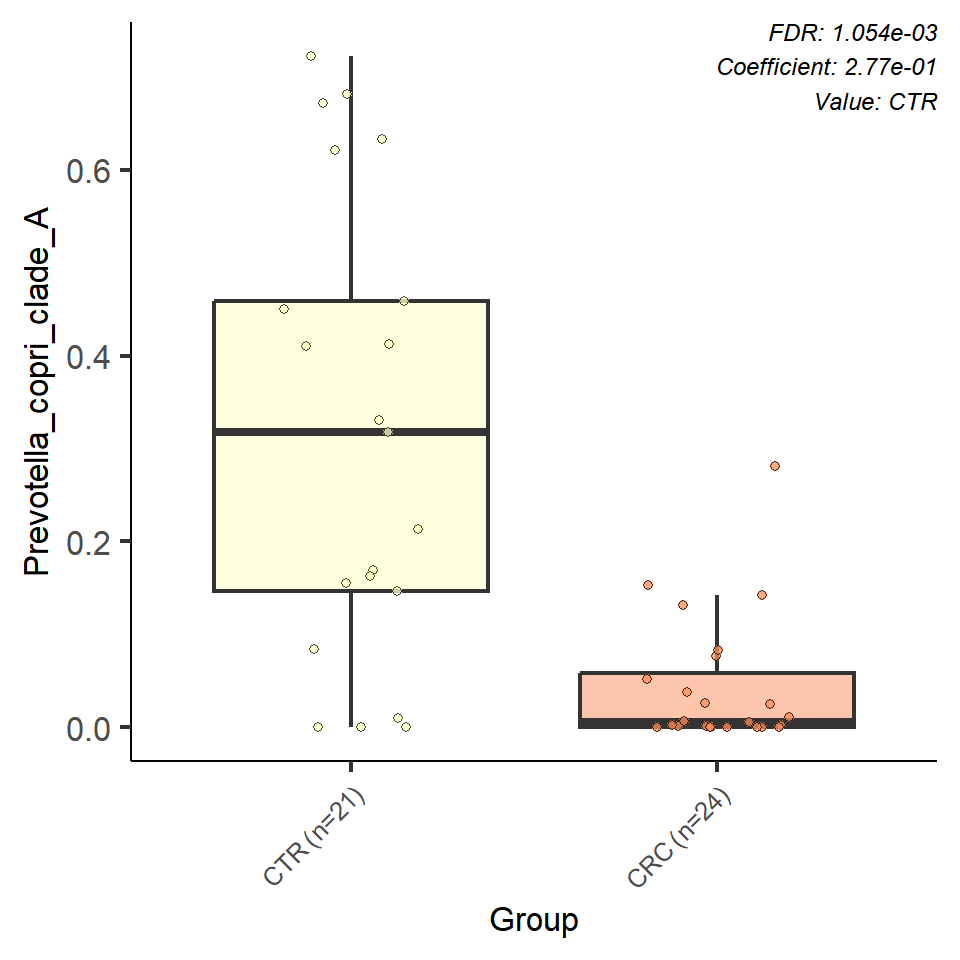 FDR: 1.054e-03
Coefficient: 2.77e-01
Value: CTR
Prevotella_copri_clade_A
0.6
0.4
0.2
0.0
CTR (n=21)
CRC (n=24)
Group